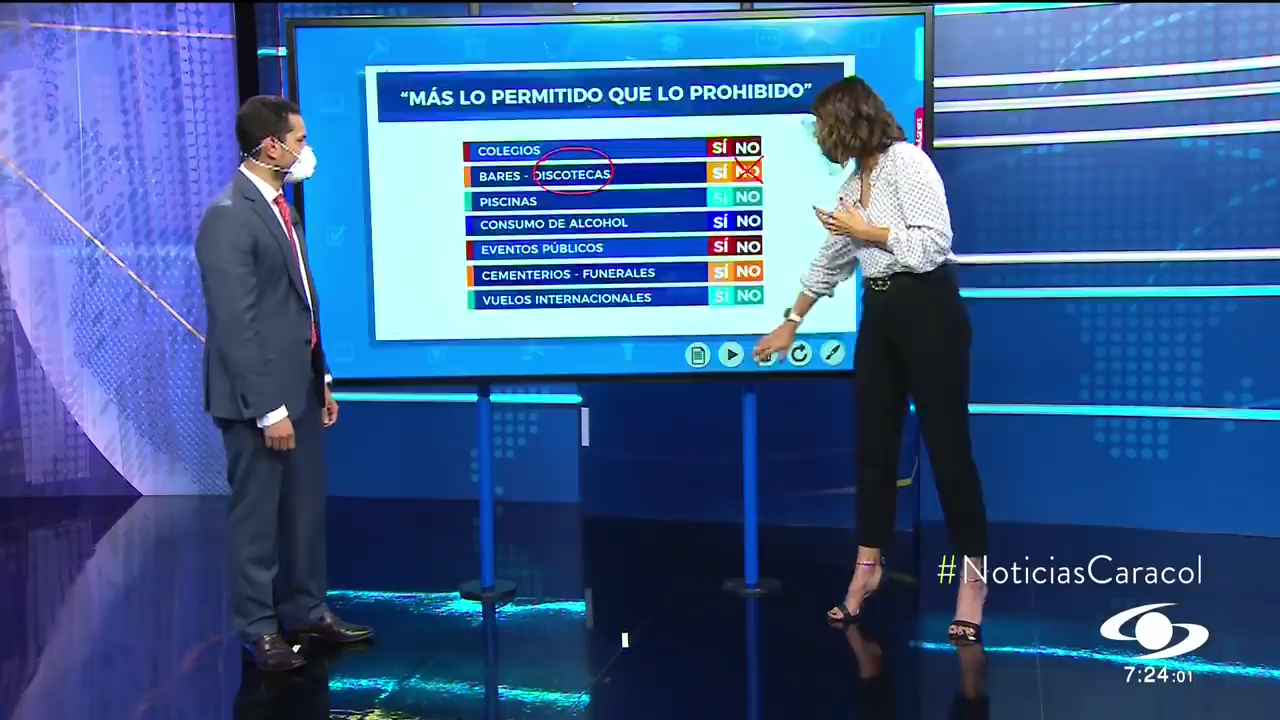 “MÁS LO PERMITIDO QUE LO PROHIBIDO”
COLEGIOS SÍ NO
BARES - DISCOTECAS SÍ NO
PISCINAS SÍ NO
CONSUMO DE ALCOHOL SÍ NO
EVENTOS PÚBLICOS SÍ NO
CEMENTERIOS - FUNERALES SÍ NO
VUELOS INTERNACIONALES SÍ NO
#NoticiasCaracol
7:24:01